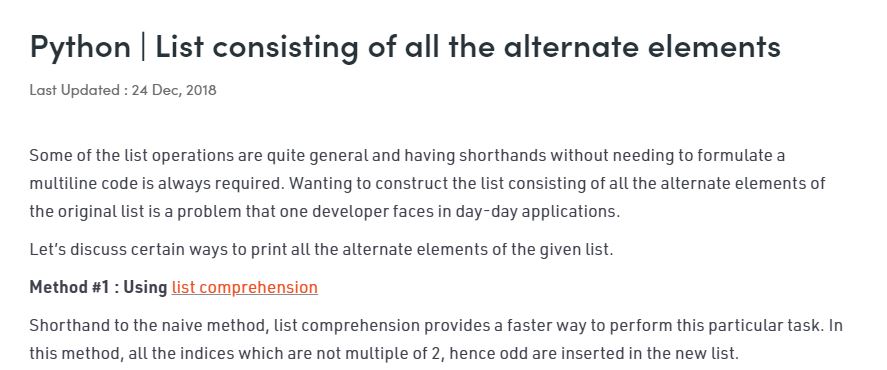 Python | List consisting of all the alternate elements
Last Updated : 24 Dec, 2018
Some of the list operations are quite general and having shorthands without needing to formulate a
multiline code is always required. Wanting to construct the list consisting of all the alternate elements of
the original list is a problem that one developer faces in day-day applications.
Let's discuss certain ways to print all the alternate elements of the given list.
Method #1 : Using list comprehension
Shorthand to the naive method, list comprehension provides a faster way to perform this particular task. In
this method, all the indices which are not multiple of 2, hence odd are inserted in the new list.